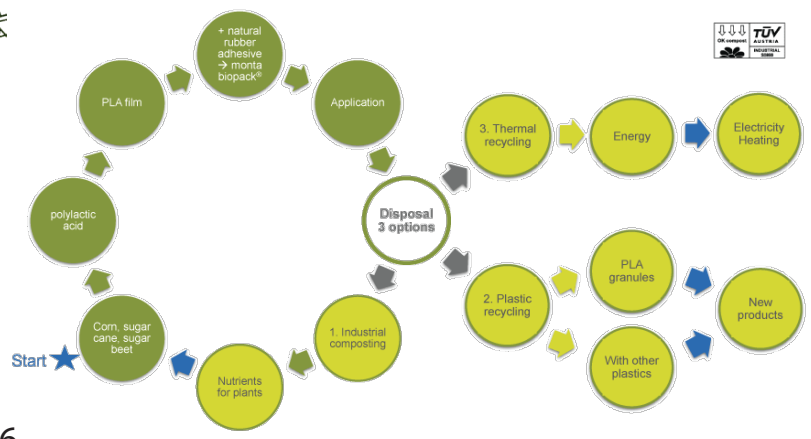 + natural
rubber
adhesive
→ monta
biopack®
PLA film
Application
polylactic
acid
Disposal
3 options
Corn, sugar
cane, sugar
beet
Start
Nutrients
for plants
1. Industrial
composting
3. Thermal
recycling
Energy
Electricity
Heating
2. Plastic
recycling
PLA
granules
With other
plastics
New
products
OK compost
TÜV
AUSTRIA
INDUSTRIAL
6